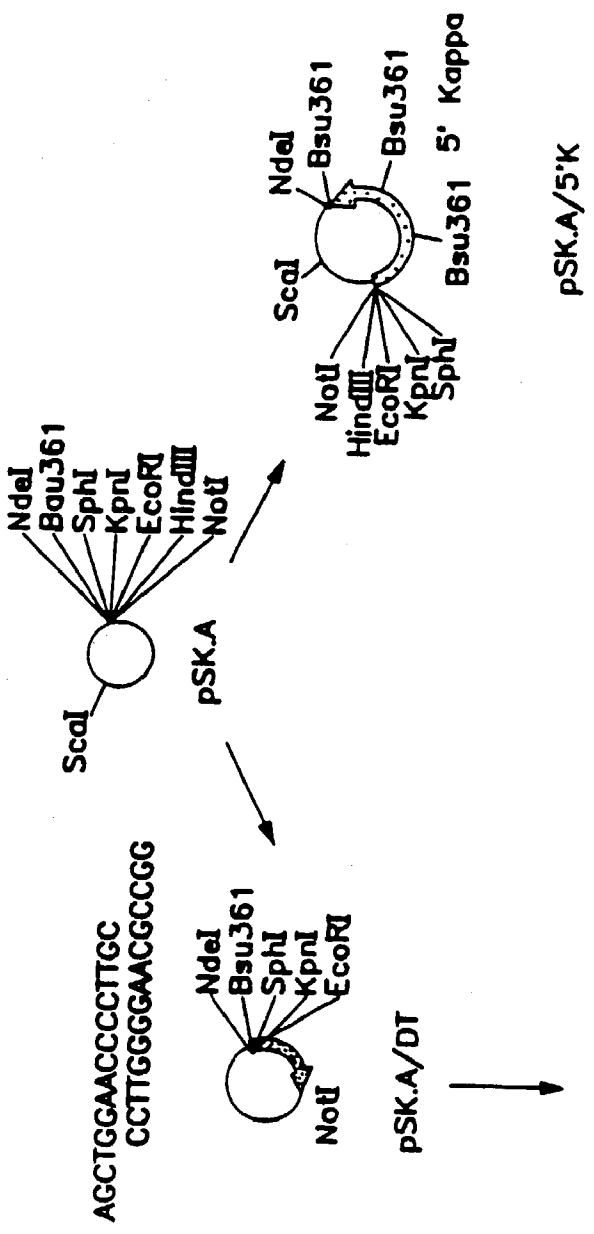 AGCTGGAACCCCTTGC
CCTTGGGGAACGCCGG
ScaI
NdeI
Bau361
SphI
KpnI
EcoRI
HindIII
NotI
pSK.A
NdeI
Bsu361
SphI
KpnI
EcoRI
NotI
pSK.A/DT
ScaI
NdeI
Bsu361
Bsu361
Bsu361 5' Kappa
NotI
HindIII
EcoRI
KpnI
SphI
pSK.A/5'K